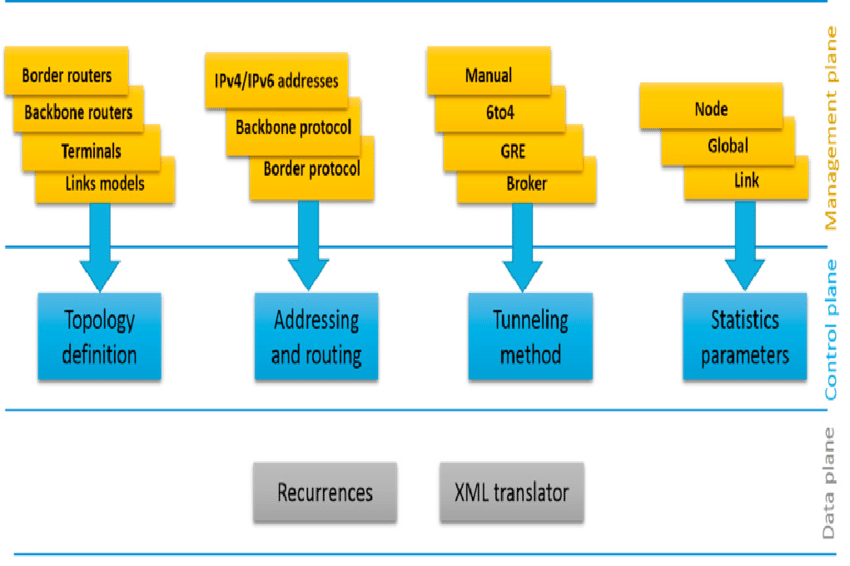 Border routers
Backbone routers
Terminals
Links models
IPv4/IPv6 addresses
Backbone protocol
Border protocol
Manual
6to4
GRE
Broker
Node
Global
Link
Management plane
Topology
definition
Addressing
and routing
Tunneling
method
Statistics
parameters
Control plane
Recurrences
XML translator
Data plane